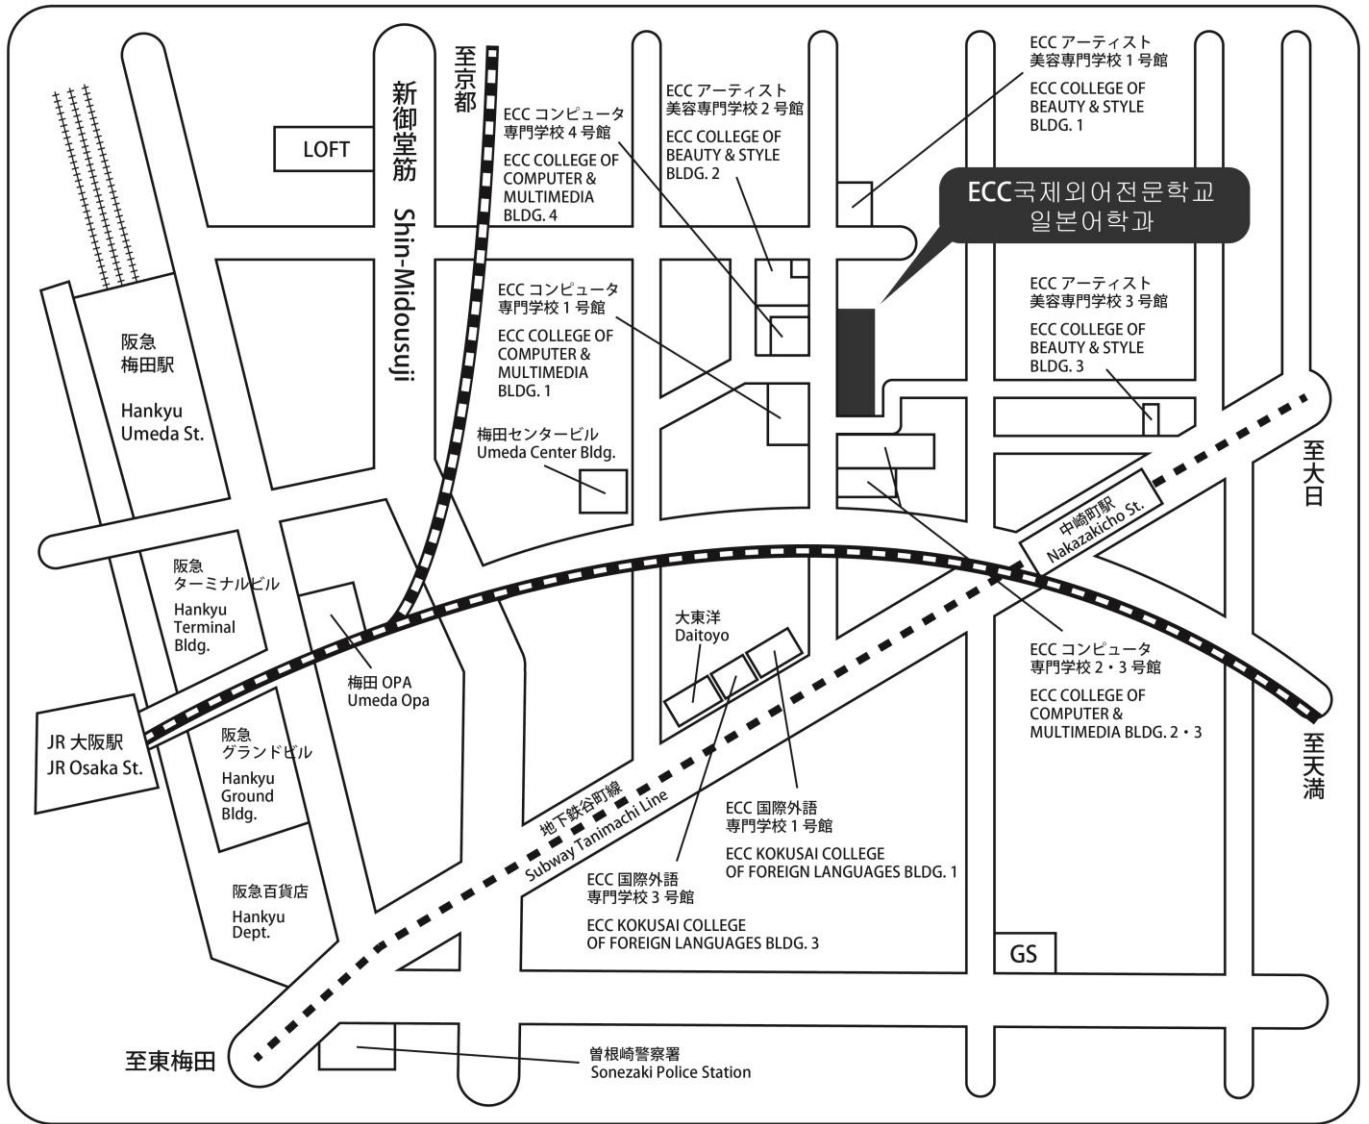 至京都
新御堂筋 Shin-Midousuji
LOFT
ECC コンピュータ
専門学校 4 号館
ECC COLLEGE OF
COMPUTER &
MULTIMEDIA
BLDG. 4
ECC アーティスト
美容専門学校 2 号館
ECC COLLEGE OF
BEAUTY & STYLE
BLDG. 2
ECC アーティスト
美容専門学校 1 号館
ECC COLLEGE OF
BEAUTY & STYLE
BLDG. 1
ECC국제외어전문학교
일본어학과
ECC コンピュータ
専門学校 1 号館
ECC COLLEGE OF
COMPUTER &
MULTIMEDIA
BLDG. 1
ECC アーティスト
美容専門学校 3 号館
ECC COLLEGE OF
BEAUTY & STYLE
BLDG. 3
阪急
梅田駅
Hankyu
Umeda St.
梅田センタービル
Umeda Center Bldg.
至大日
中崎町駅
Nakazakicho St.
阪急
ターミナルビル
Hankyu
Terminal
Bldg.
大東洋
Daitoyo
梅田 OPA
Umeda Opa
ECC コンピュータ
専門学校 2・3 号館
ECC COLLEGE OF
COMPUTER &
MULTIMEDIA BLDG. 2・3
JR 大阪駅
JR Osaka St.
阪急
グランドビル
Hankyu
Ground
Bldg.
至天満
地下鉄谷町線
Subway Tanimachi Line
ECC 国際外語
専門学校 1 号館
ECC KOKUSAI COLLEGE
OF FOREIGN LANGUAGES BLDG. 1
ECC 国際外語
専門学校 3 号館
ECC KOKUSAI COLLEGE
OF FOREIGN LANGUAGES BLDG. 3
阪急百貨店
Hankyu
Dept.
GS
至東梅田
曽根崎警察署
Sonezaki Police Station